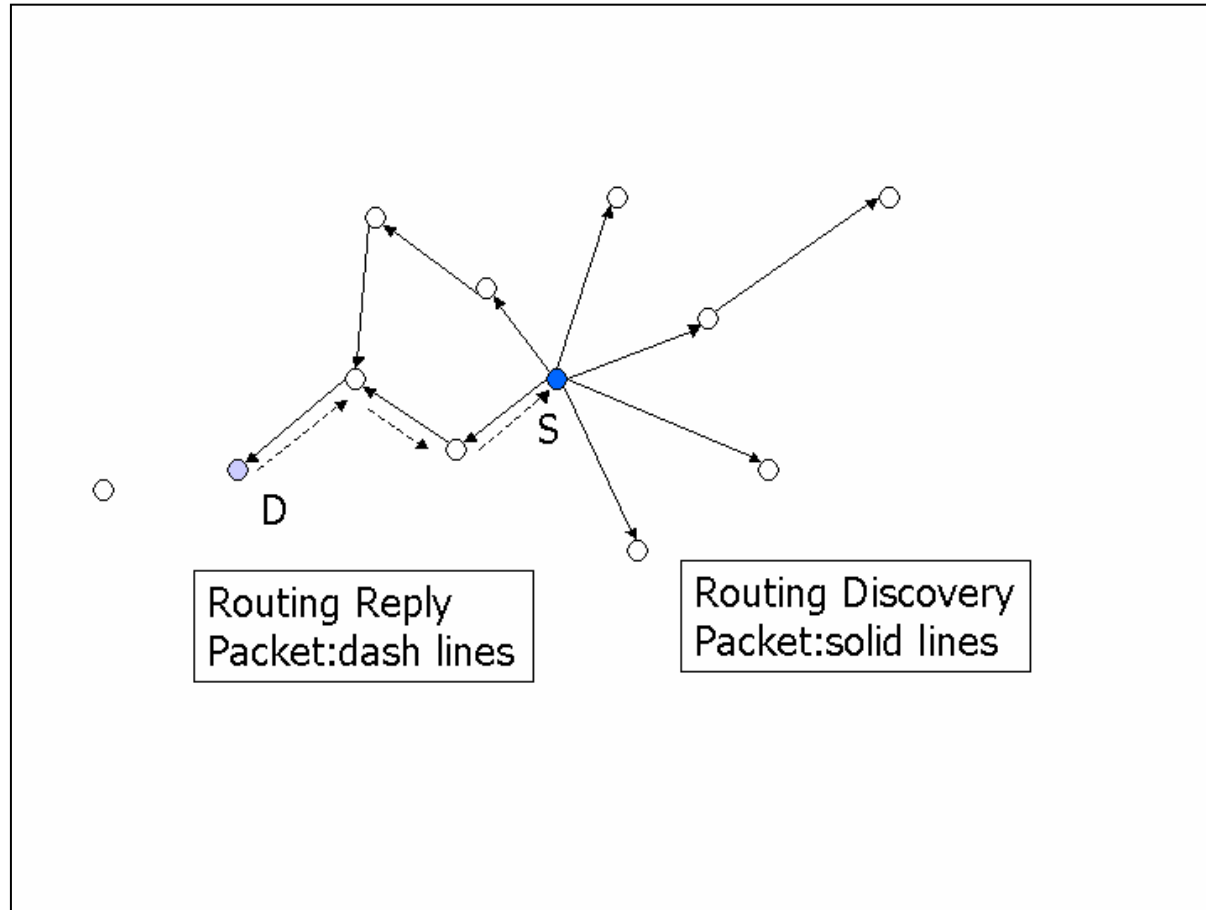 S
D
Routing Reply
Packet:dash lines
Routing Discovery
Packet:solid lines